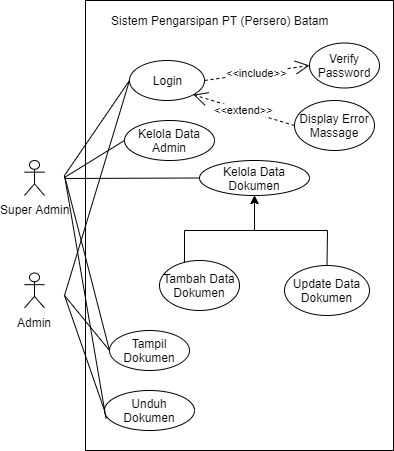 Sistem Pengarsipan PT (Persero) Batam
Login
<<include>>
Verify
Password
<<extend>>
Display Error
Massage
Kelola Data
Admin
Kelola Data
Dokumen
Super Admin
Tambah Data
Dokumen
Update Data
Dokumen
Admin
Tampil
Dokumen
Unduh
Dokumen